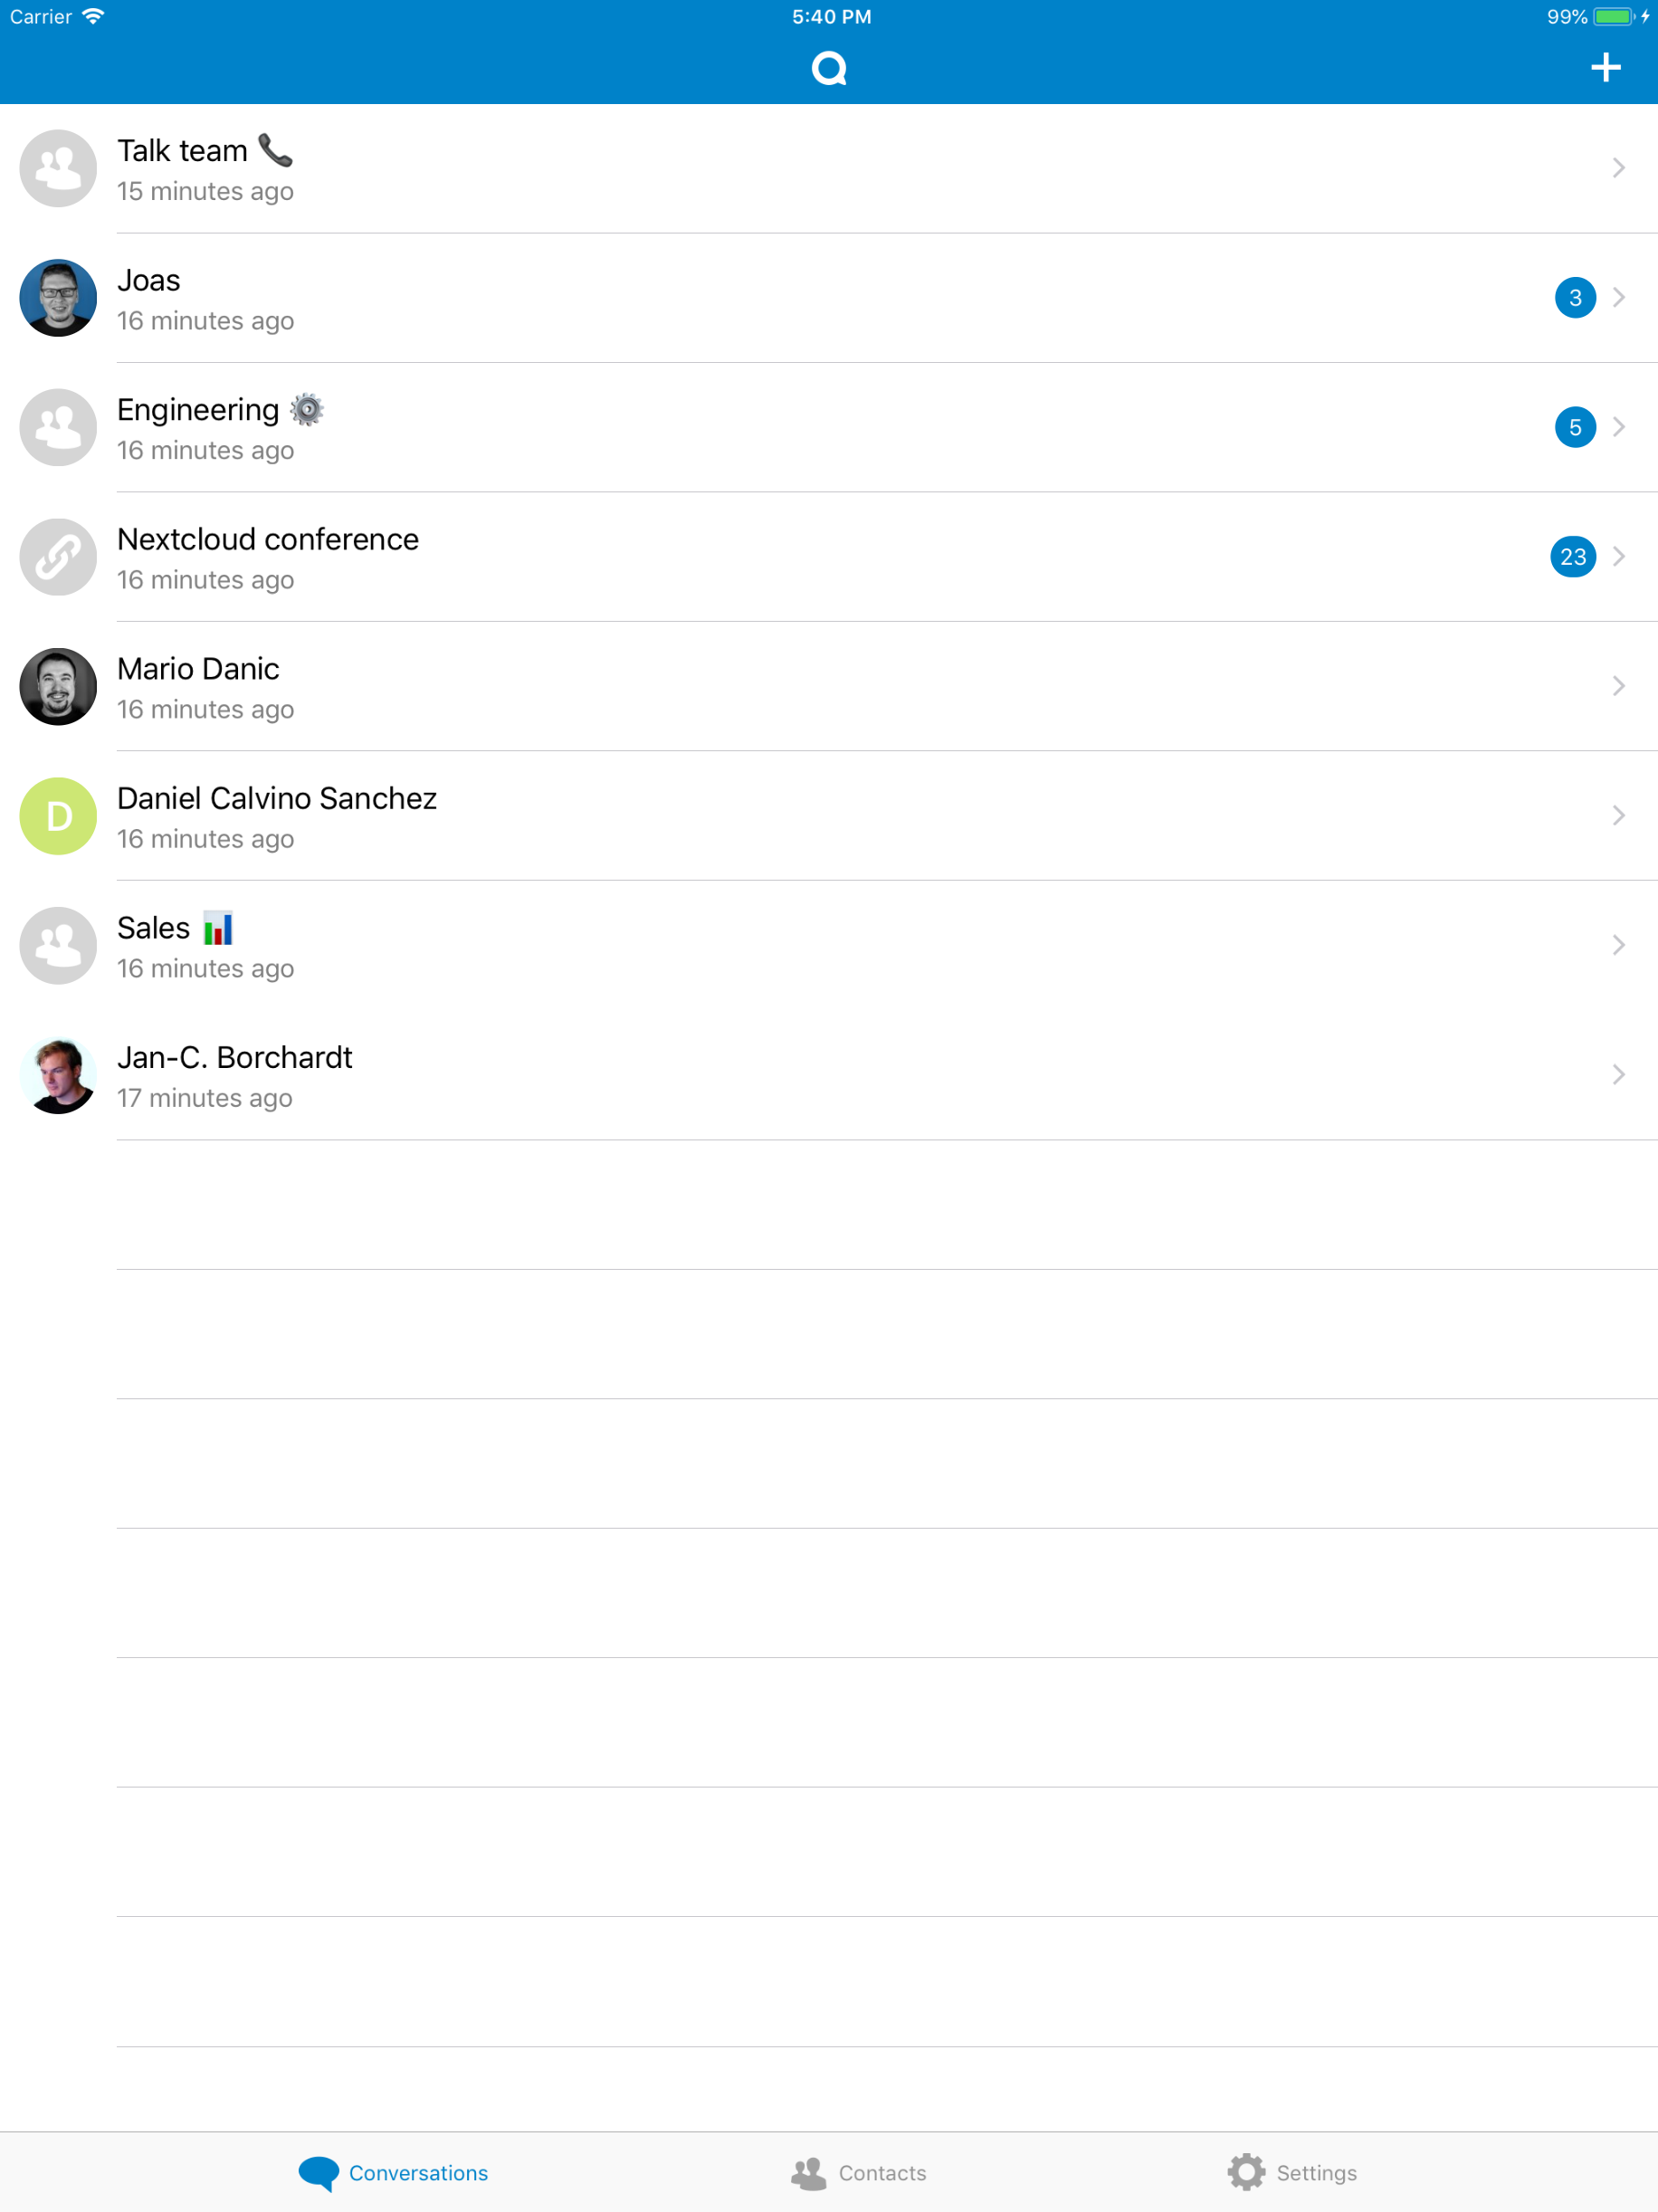 Carrier 5:40 PM 99%
Talk team 📞
15 minutes ago
Joas
16 minutes ago
3
Engineering ⚙️
16 minutes ago
5
Nextcloud conference
16 minutes ago
23
Mario Danic
16 minutes ago
D
Daniel Calvino Sanchez
16 minutes ago
Sales 📊
16 minutes ago
Jan-C. Borchardt
17 minutes ago
Conversations Contacts Settings